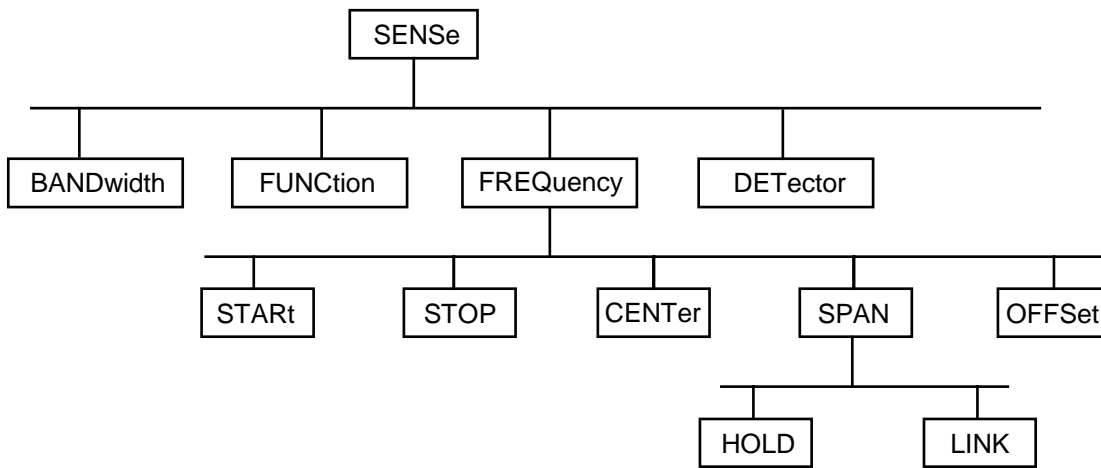 SENSe
BANDwidth
FUNCtion
FREQuency
DETector
STARt
STOP
CENTer
SPAN
OFFSet
HOLD
LINK